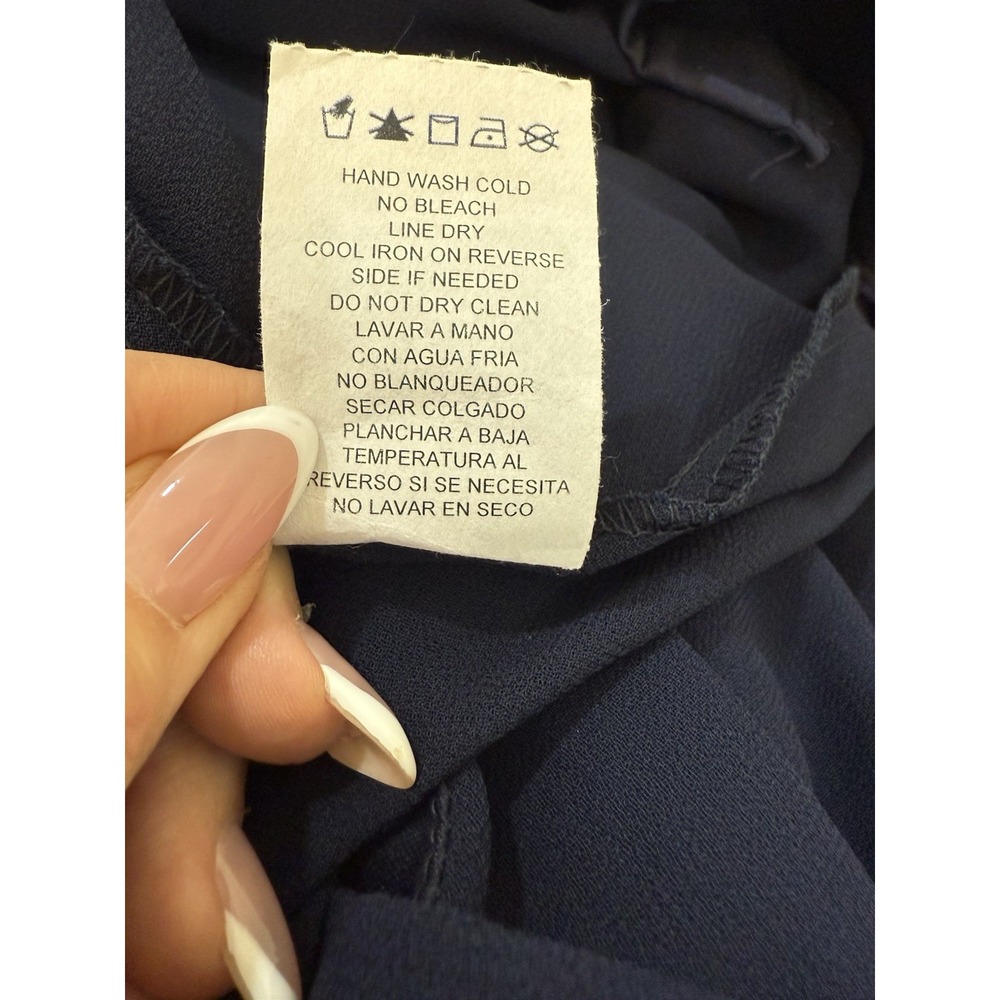 HAND WASH COLD
NO BLEACH
LINE DRY
COOL IRON ON REVERSE
SIDE IF NEEDED
DO NOT DRY CLEAN
LAVAR A MANO
CON AGUA FRIA
NO BLANQUEADOR
SECAR COLGADO
PLANCHAR A BAJA
TEMPERATURA AL
REVERSO SI SE NECESITA
NO LAVAR EN SECO